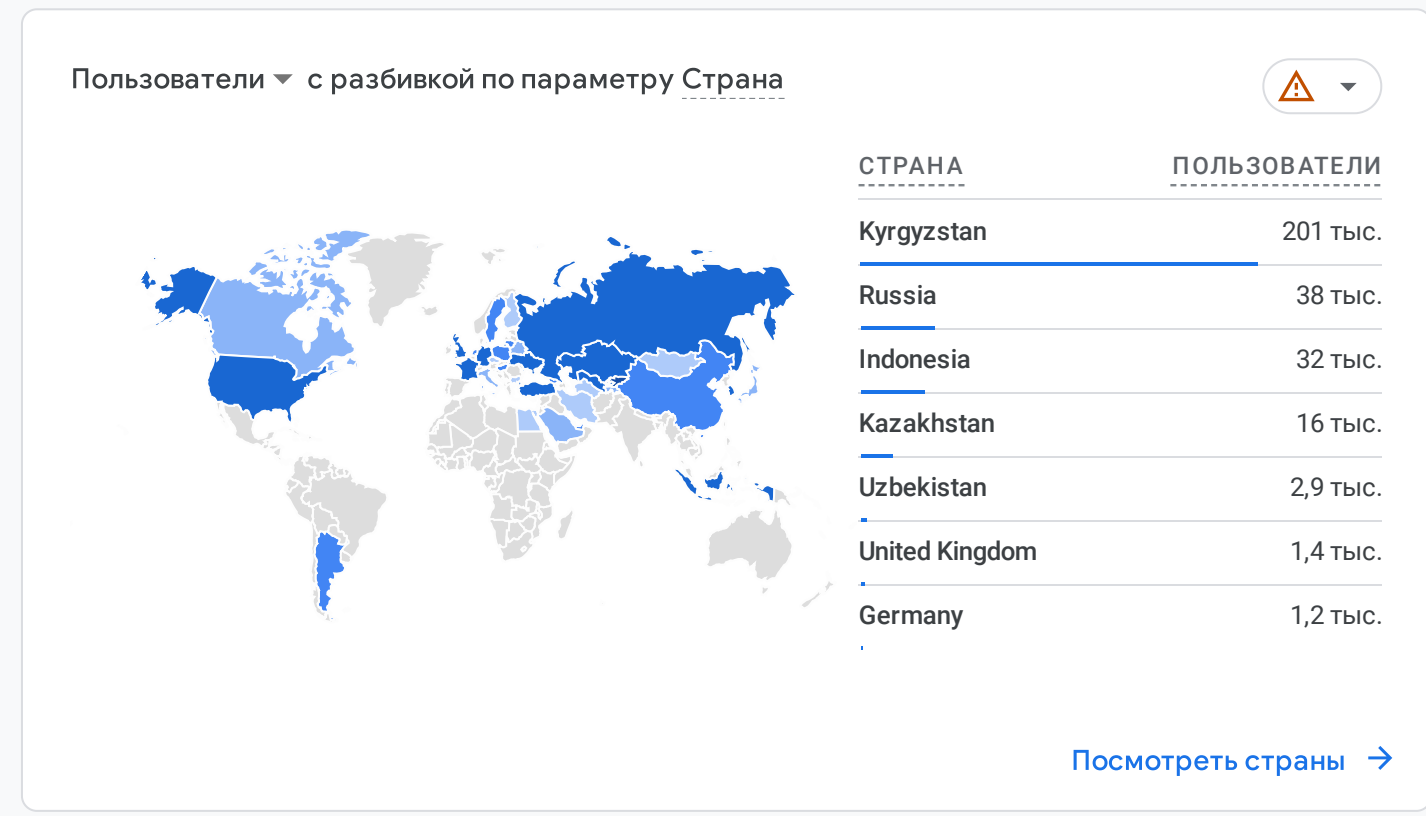 Пользователи с разбивкой по параметру Страна
СТРАНА ПОЛЬЗОВАТЕЛИ
Kyrgyzstan 201 тыс.
Russia 38 тыс.
Indonesia 32 тыс.
Kazakhstan 16 тыс.
Uzbekistan 2,9 тыс.
United Kingdom 1,4 тыс.
Germany 1,2 тыс.
Посмотреть страны